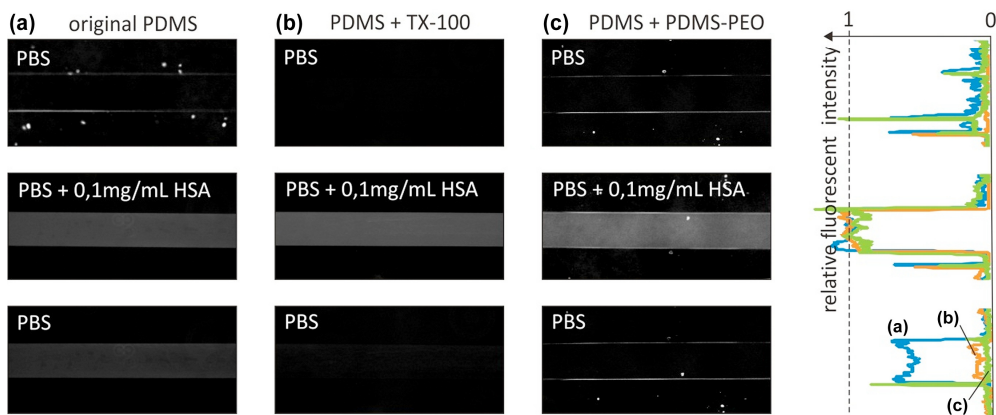 (a) original PDMS
(b) PDMS + TX-100
(c) PDMS + PDMS-PEO
1 0
PBS
PBS
PBS
PBS + 0,1mg/mL HSA
PBS + 0,1mg/mL HSA
PBS + 0,1mg/mL HSA
PBS
PBS
PBS
relative fluorescent intensity
(a)
(b)
(c)